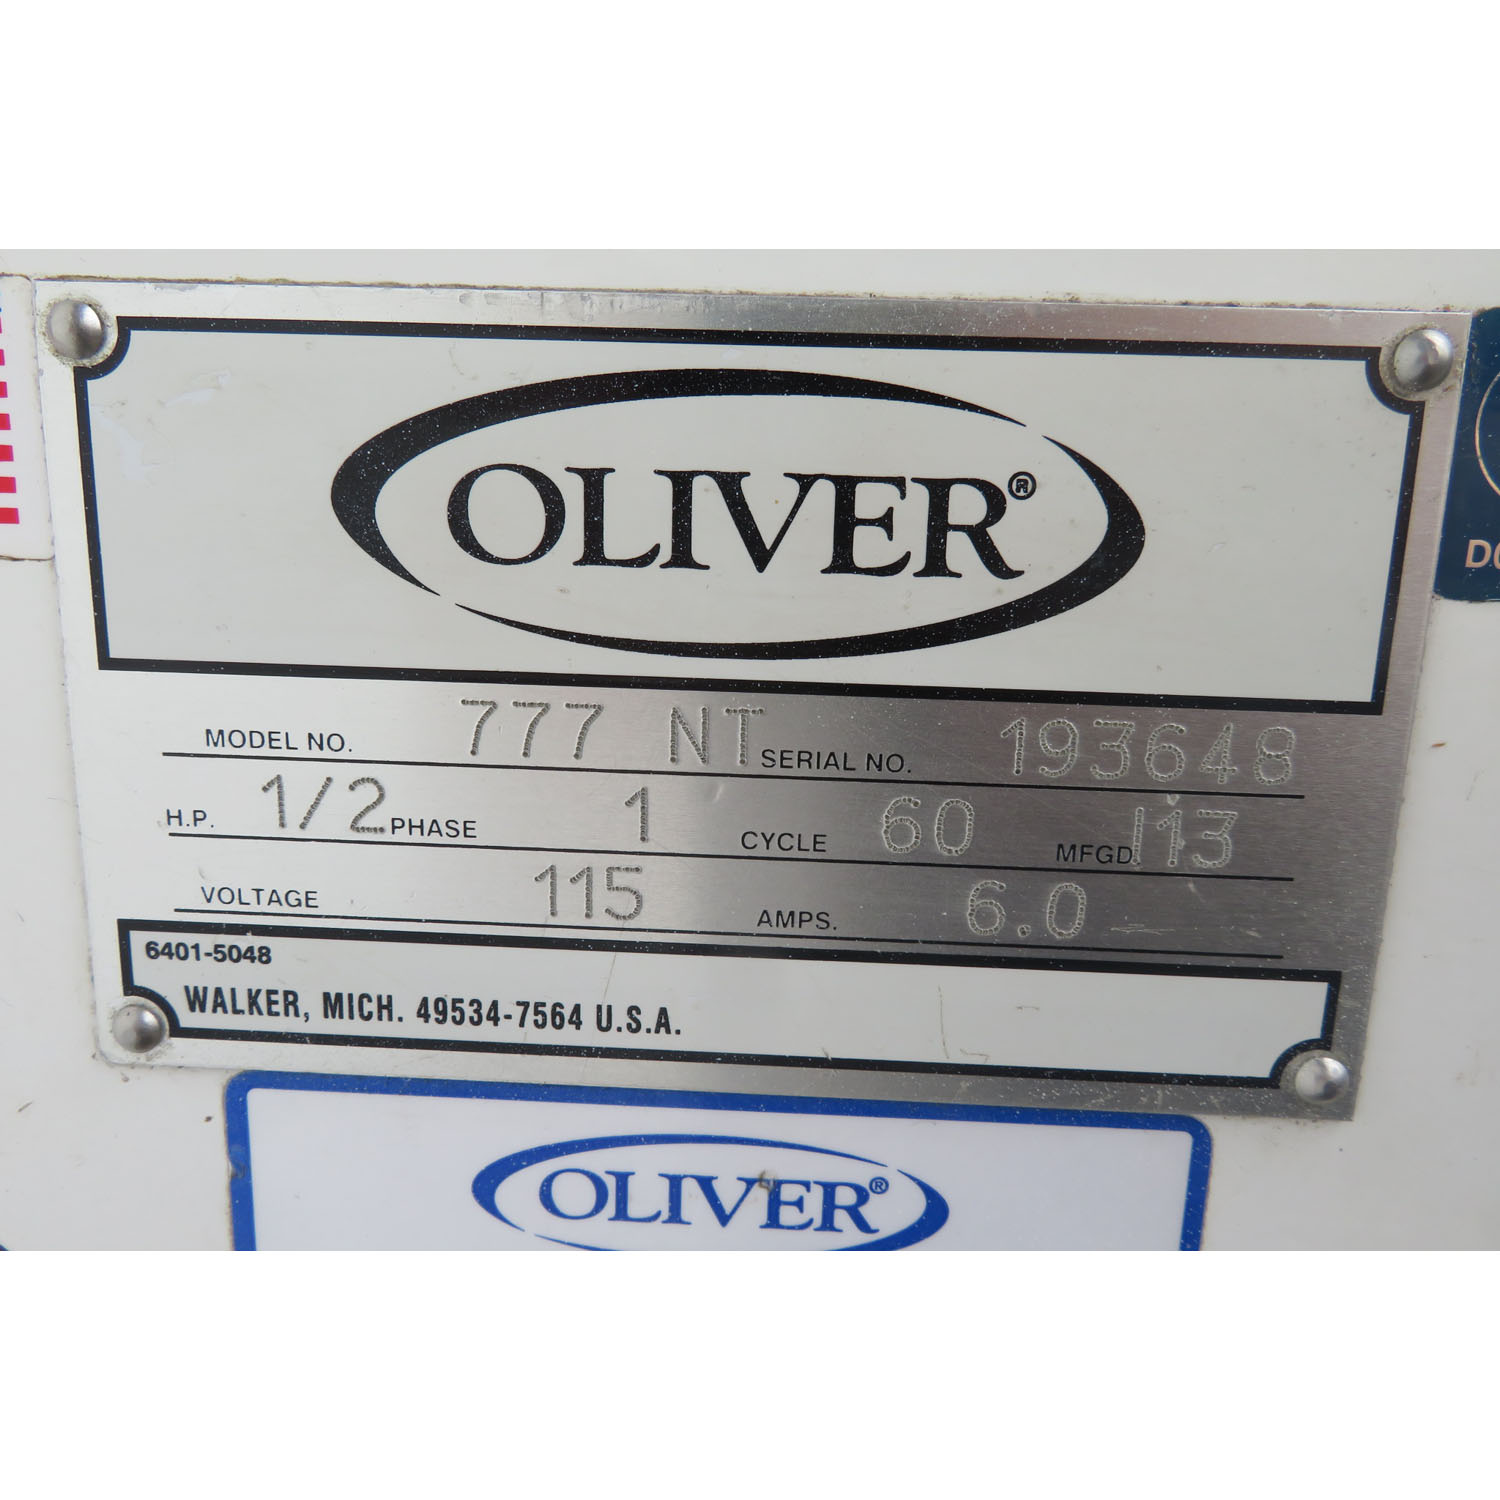 OLIVER®
MODEL NO. 777 NT SERIAL NO. 193648
H.P. 1/2 PHASE 1 CYCLE 60 MFGD. 113
VOLTAGE 115 AMPS. 6.0
6401-5048
WALKER, MICH. 49534-7564 U.S.A.
OLIVER®